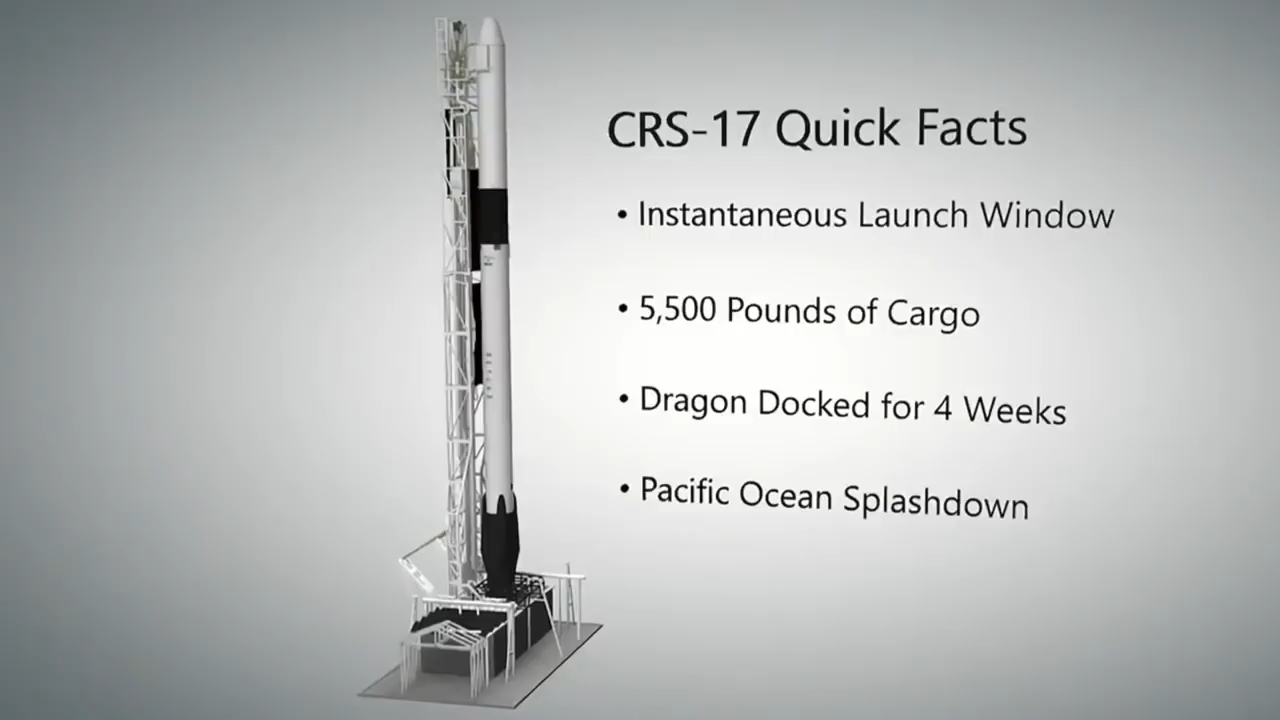 CRS-17 Quick Facts
• Instantaneous Launch Window
• 5,500 Pounds of Cargo
• Dragon Docked for 4 Weeks
• Pacific Ocean Splashdown